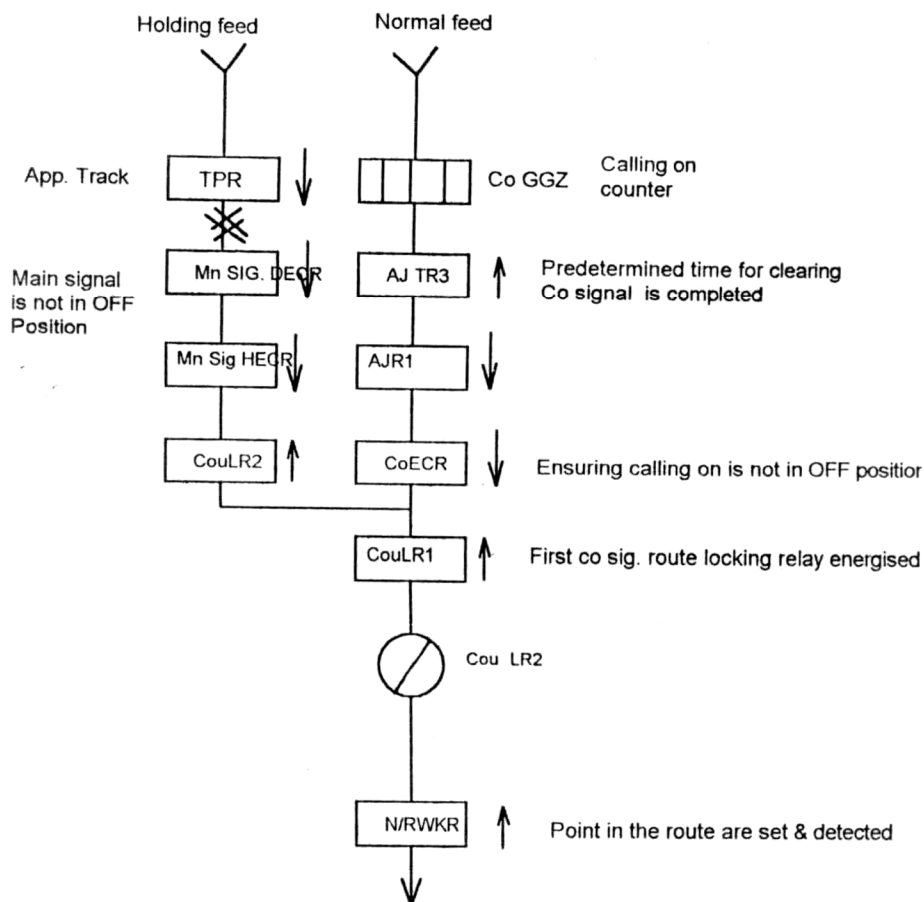 Holding feed
Normal feed
App. Track
TPR
Co GGZ
Calling on
counter
Main signal
is not in OFF
Position
Mn SIG. DECR
AJ TR3
Predetermined time for clearing
Co signal is completed
Mn Sig HECR
AJR1
CouLR2
CoECR
Ensuring calling on is not in OFF position
CouLR1
First co sig. route locking relay energised
Cou LR2
N/RWKR
Point in the route are set & detected